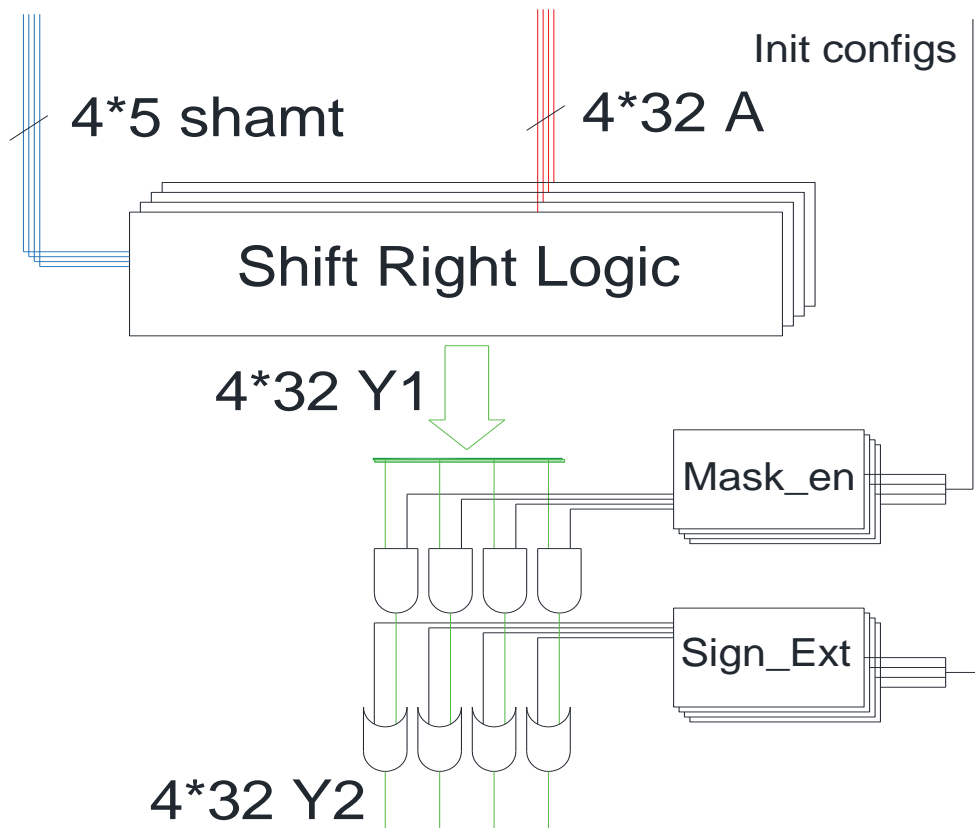 Init configs
4*5 shamt
4*32 A
Shift Right Logic
4*32 Y1
Mask_en
Sign_Ext
4*32 Y2